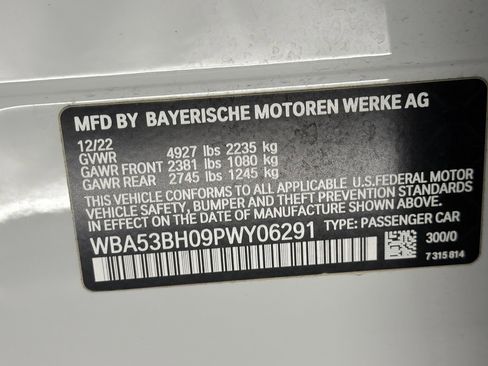 MFD BY BAYERISCHE MOTOREN WERKE AG
12/22
GVWR 4927 lbs 2235 kg
GAWR FRONT 2381 lbs 1080 kg
GAWR REAR 2745 lbs 1245 kg
THIS VEHICLE CONFORMS TO ALL APPLICABLE U.S.FEDERAL MOTOR
VEHICLE SAFETY, BUMPER AND THEFT PREVENTION STANDARDS
IN EFFECT ON THE DATE OF MANUFACTURE SHOWN ABOVE.
WBA53BH09PWY06291 TYPE: PASSENGER CAR
300/0
7 315 814